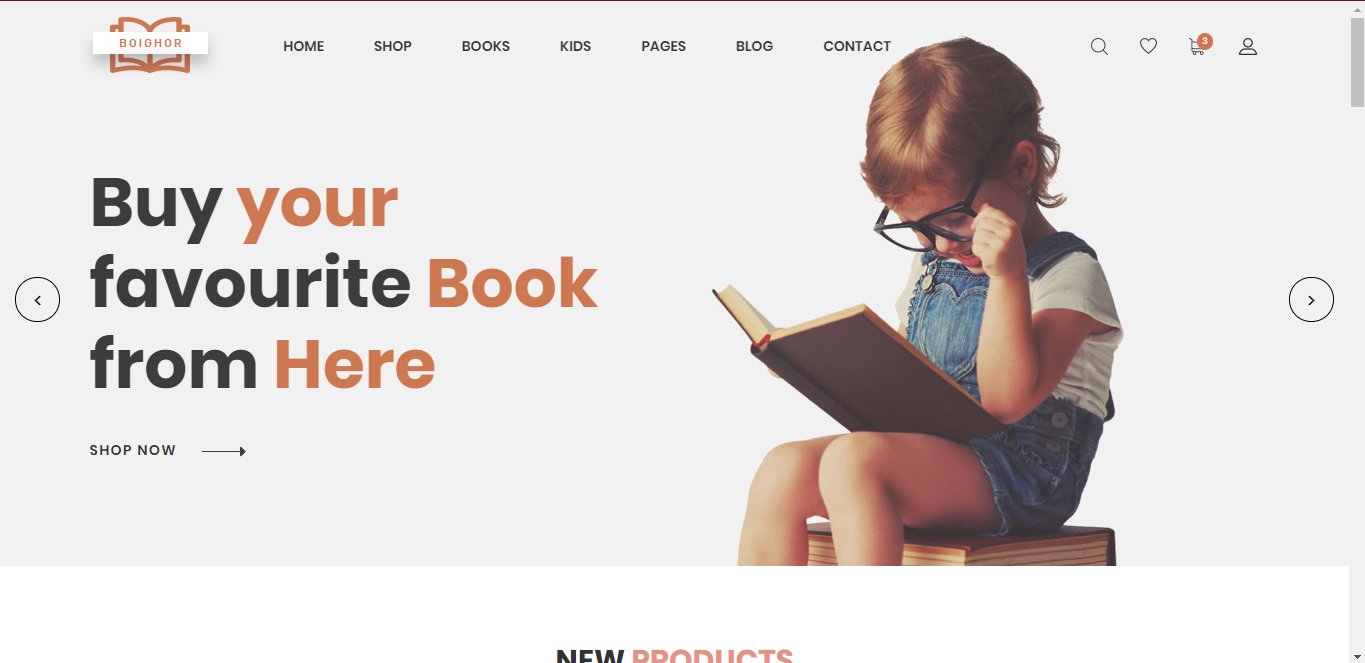 BOIGHOR
HOME SHOP BOOKS KIDS PAGES BLOG CONTACT
3
Buy your
favourite Book
from Here
SHOP NOW
NEW PRODUCTS